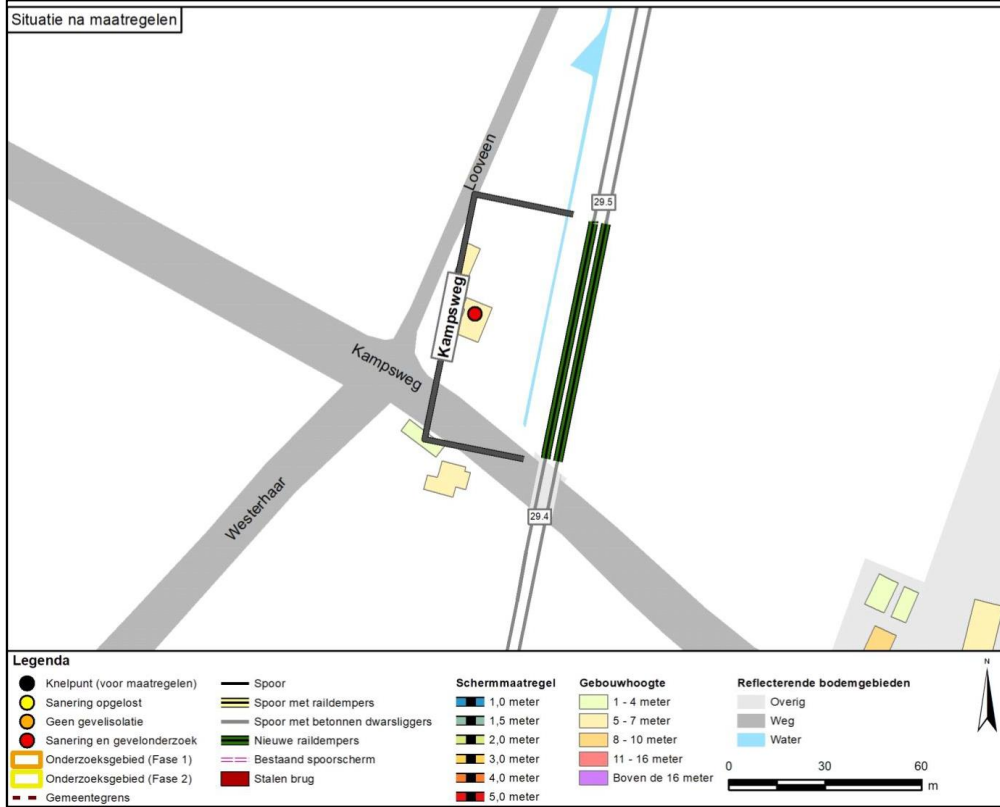 Situatie na maatregelen
Looveen
29.5
Kampsweg
Kampsweg
Westerhaar
29.4
Legenda
Knelpunt (voor maatregelen)
Sanering opgelost
Geen gevelisolatie
Sanering en gevelonderzoek
Onderzoeksgebied (Fase 1)
Onderzoeksgebied (Fase 2)
Gemeentegrens
Spoor
Spoor met raildempers
Spoor met betonnen dwarsliggers
Nieuwe raildempers
Bestaand spoorscherm
Stalen brug
Schermmaatregel
1,0 meter
1,5 meter
2,0 meter
3,0 meter
4,0 meter
5,0 meter
Gebouwhoogte
1 - 4 meter
5 - 7 meter
8 - 10 meter
11 - 16 meter
Boven de 16 meter
Reflecterende bodemgebieden
Overig
Weg
Water
N
0 30 60
m